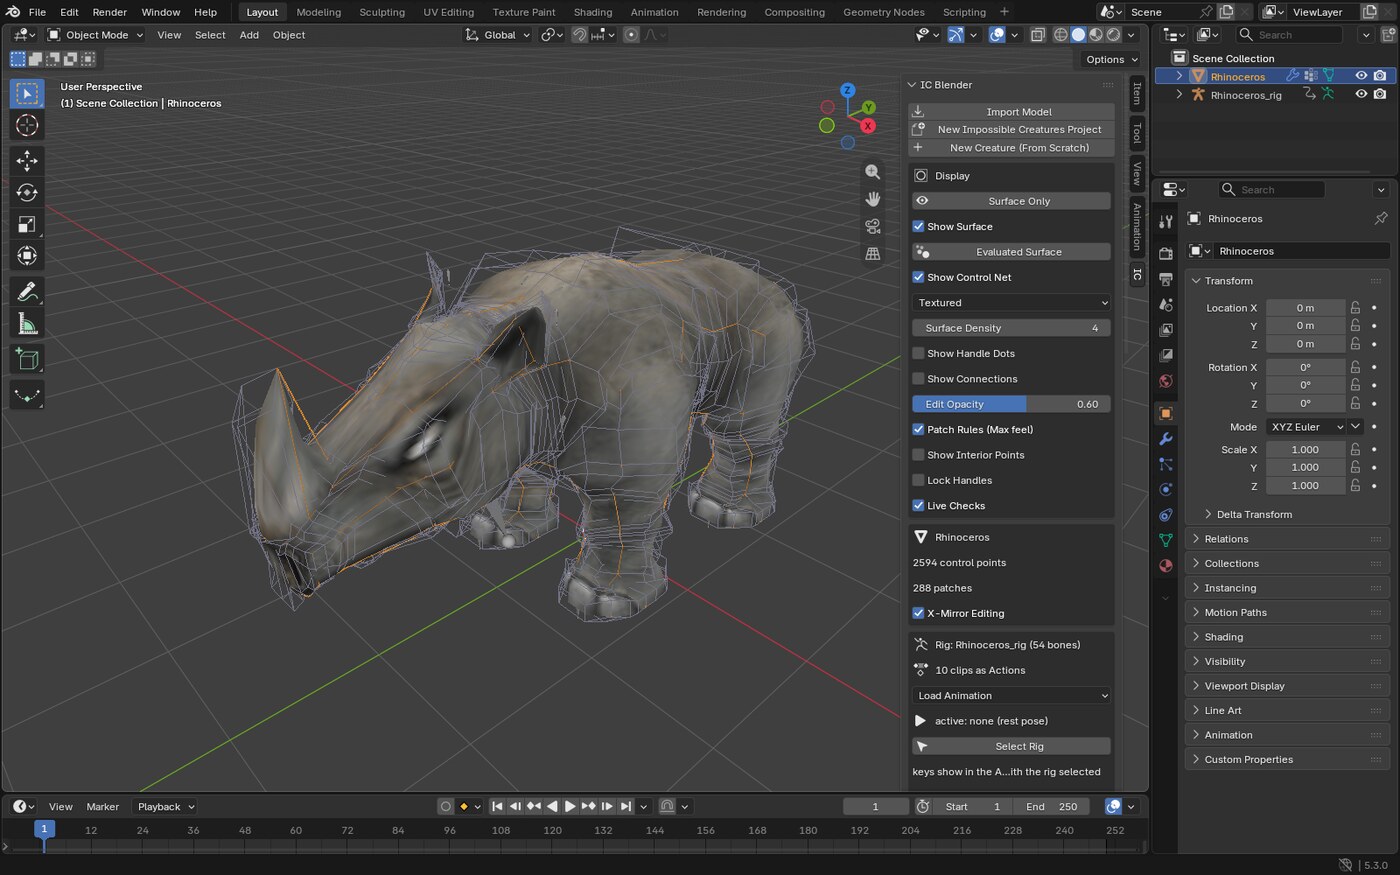 File Edit Render Window Help Layout Modeling Sculpting UV Editing Texture Paint Shading Animation Rendering Compositing Geometry Nodes Scripting + Scene ViewLayer
Object Mode View Select Add Object Global Search
Options
User Perspective
(1) Scene Collection | Rhinoceros
Z
Y
X
IC Blender
Import Model
New Impossible Creatures Project
New Creature (From Scratch)
Display
Surface Only
Show Surface
Evaluated Surface
Show Control Net
Textured
Surface Density 4
Show Handle Dots
Show Connections
Edit Opacity 0.60
Patch Rules (Max feel)
Show Interior Points
Lock Handles
Live Checks
Rhinoceros
2594 control points
288 patches
X-Mirror Editing
Rig: Rhinoceros_rig (54 bones)
10 clips as Actions
Load Animation
active: none (rest pose)
Select Rig
keys show in the A...ith the rig selected
Item
Tool
View
Animation
IC
Scene Collection
Rhinoceros
Rhinoceros_rig
Search
Rhinoceros
Rhinoceros
Transform
Location X 0 m
Y 0 m
Z 0 m
Rotation X 0°
Y 0°
Z 0°
Mode XYZ Euler
Scale X 1.000
Y 1.000
Z 1.000
Delta Transform
Relations
Collections
Instancing
Motion Paths
Shading
Visibility
Viewport Display
Line Art
Animation
Custom Properties
View Marker Playback 1 Start 1 End 250
1 12 24 36 48 60 72 84 96 108 120 132 144 156 168 180 192 204 216 228 240 252
5.3.0